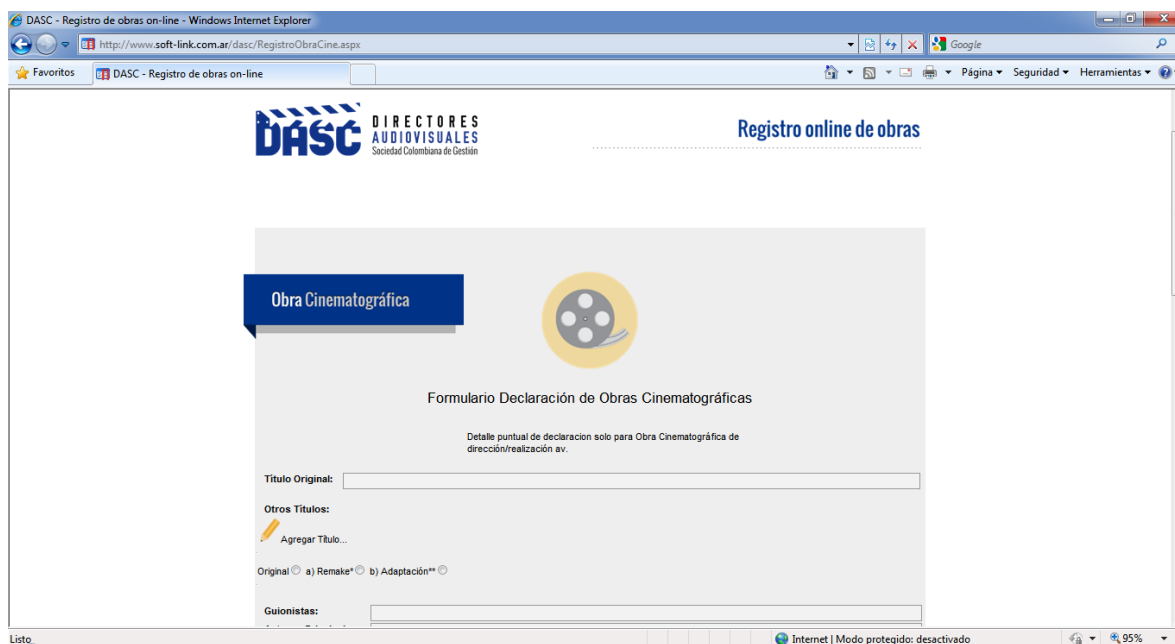 DASC - Registro de obras on-line - Windows Internet Explorer
http://www.soft-link.com.ar/dasc/RegistroObraCine.aspx
Google
Favoritos
DASC - Registro de obras on-line
Página
Seguridad
Herramientas
DASC
DIRECTORES
AUDIOVISUALES
Sociedad Colombiana de Gestión
Registro online de obras
Obra Cinematográfica
Formulario Declaración de Obras Cinematográficas
Detalle puntual de declaracion solo para Obra Cinematográfica de
dirección/realización av.
Título Original:
Otros Títulos:
Agregar Título...
Original a) Remake* b) Adaptación**
Guionistas:
Listo
Internet | Modo protegido: desactivado
95%